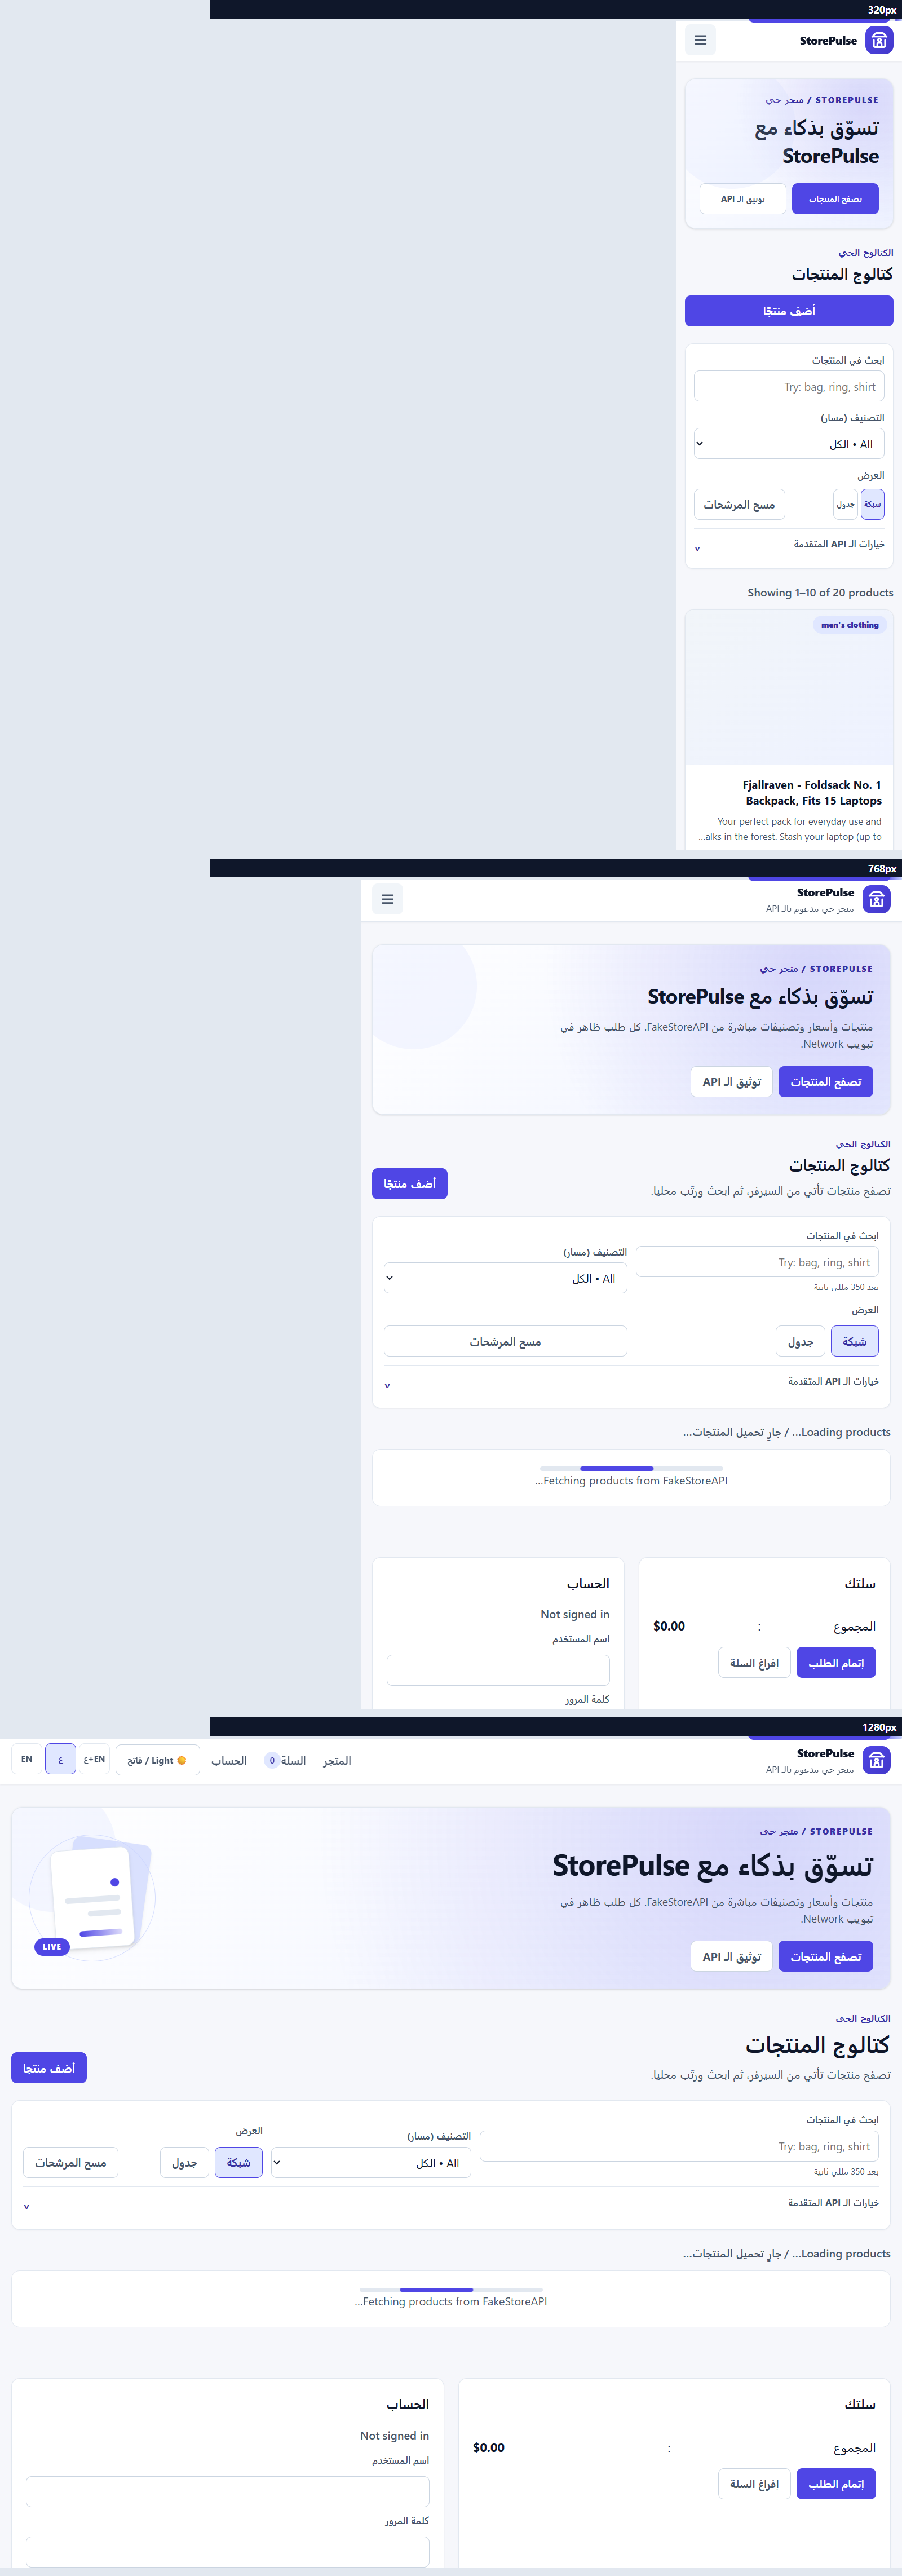 320px
StorePulse
STOREPULSE / متجر حي
تسوّق بذكاء مع
StorePulse
تصفح المنتجات
توثيق الـ API
الكتالوج الحي
كتالوج المنتجات
أضف منتجًا
ابحث في المنتجات
Try: bag, ring, shirt
التصنيف (مسار)
All • الكل
العرض
شبكة
جدول
مسح المرشحات
خيارات الـ API المتقدمة
Showing 1–10 of 20 products
men's clothing
Fjallraven - Foldsack No. 1
Backpack, Fits 15 Laptops
Your perfect pack for everyday use and
...alks in the forest. Stash your laptop (up to
768px
StorePulse
متجر حي مدعوم بالـ API
STOREPULSE / متجر حي
تسوّق بذكاء مع StorePulse
منتجات وأسعار وتصنيفات مباشرة من FakeStoreAPI. كل طلب ظاهر في
تبويب Network.
تصفح المنتجات
توثيق الـ API
الكتالوج الحي
كتالوج المنتجات
تصفح منتجات تأتي من السيرفر، ثم ابحث ورتّب محلياً.
أضف منتجًا
ابحث في المنتجات
Try: bag, ring, shirt
بعد 350 مللي ثانية
التصنيف (مسار)
All • الكل
العرض
شبكة
جدول
مسح المرشحات
خيارات الـ API المتقدمة
Loading products... / جارٍ تحميل المنتجات...
...Fetching products from FakeStoreAPI
سلتك
المجموع : $0.00
إتمام الطلب
إفراغ السلة
الحساب
Not signed in
اسم المستخدم
كلمة المرور
1280px
StorePulse
متجر حي مدعوم بالـ API
المتجر
السلة 0
الحساب
Light / فاتح
ع+EN
ع
EN
STOREPULSE / متجر حي
تسوّق بذكاء مع StorePulse
منتجات وأسعار وتصنيفات مباشرة من FakeStoreAPI. كل طلب ظاهر في
تبويب Network.
تصفح المنتجات
توثيق الـ API
LIVE
الكتالوج الحي
كتالوج المنتجات
تصفح منتجات تأتي من السيرفر، ثم ابحث ورتّب محلياً.
أضف منتجًا
ابحث في المنتجات
Try: bag, ring, shirt
بعد 350 مللي ثانية
التصنيف (مسار)
All • الكل
العرض
شبكة
جدول
مسح المرشحات
خيارات الـ API المتقدمة
Loading products... / جارٍ تحميل المنتجات...
...Fetching products from FakeStoreAPI
سلتك
المجموع : $0.00
إتمام الطلب
إفراغ السلة
الحساب
Not signed in
اسم المستخدم
كلمة المرور